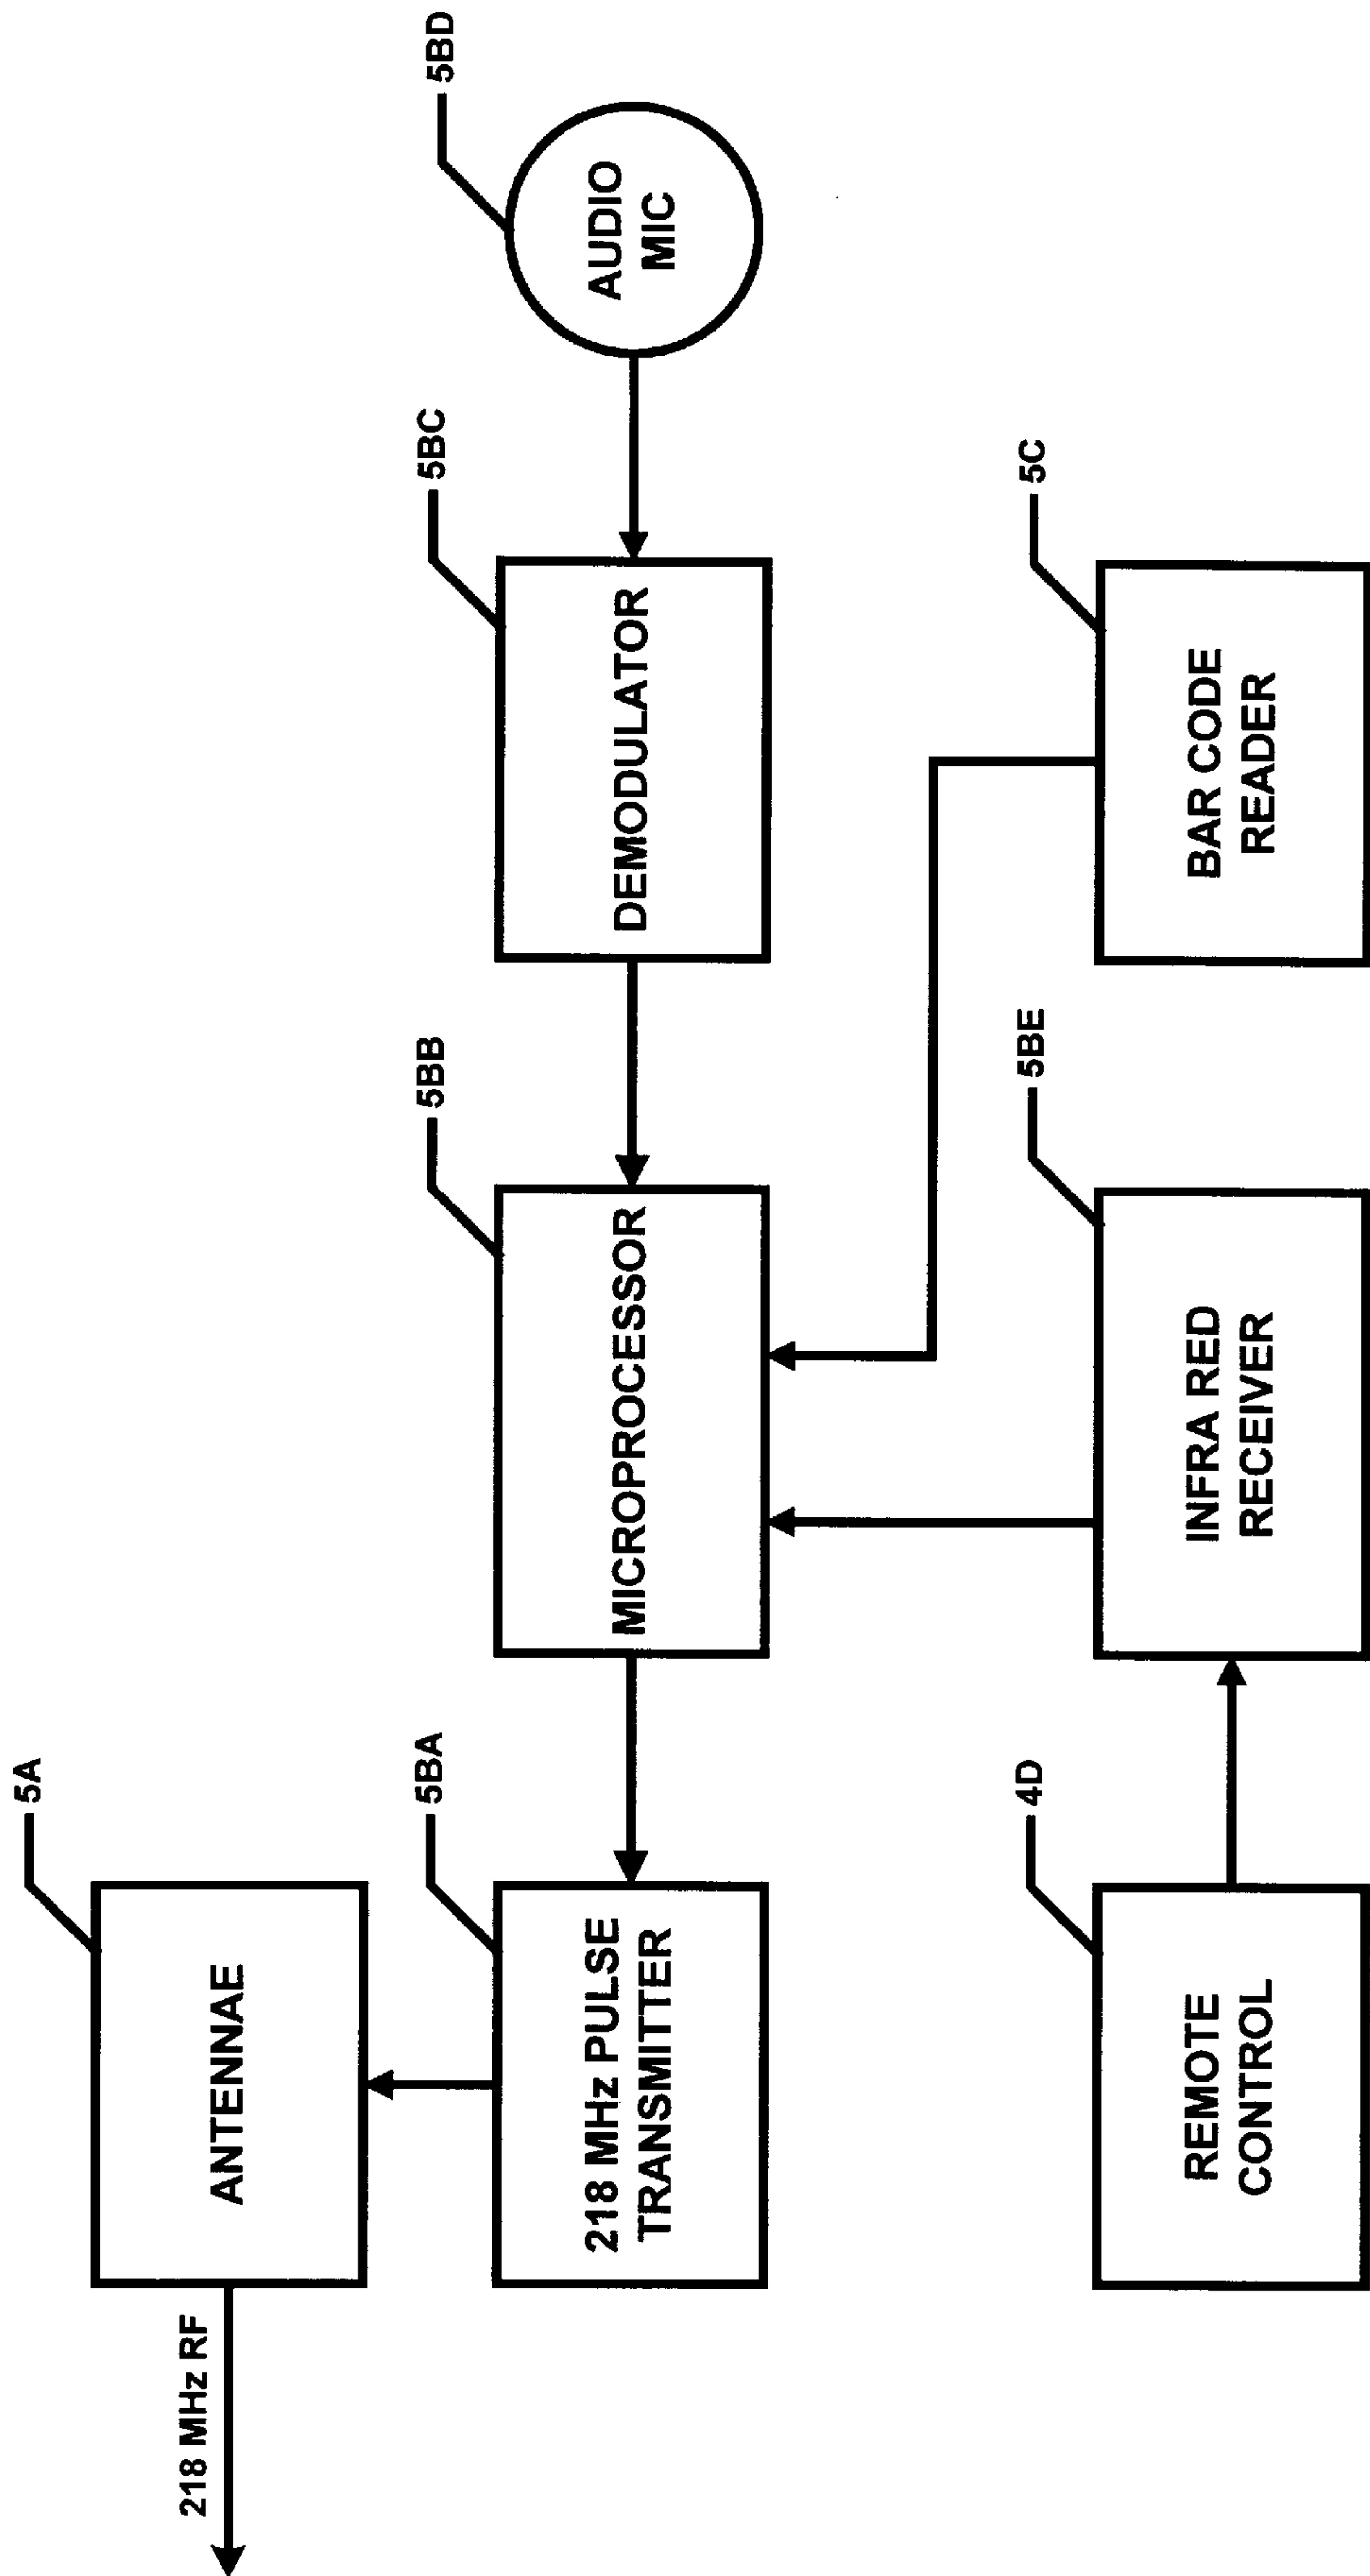 5A
218 MHz RF
ANTENNAE
5BA
5BB
5BC
5BD
218 MHz PULSE
TRANSMITTER
MICROPROCESSOR
DEMODULATOR
AUDIO
MIC
4D
5BE
5C
REMOTE
CONTROL
INFRA RED
RECEIVER
BAR CODE
READER